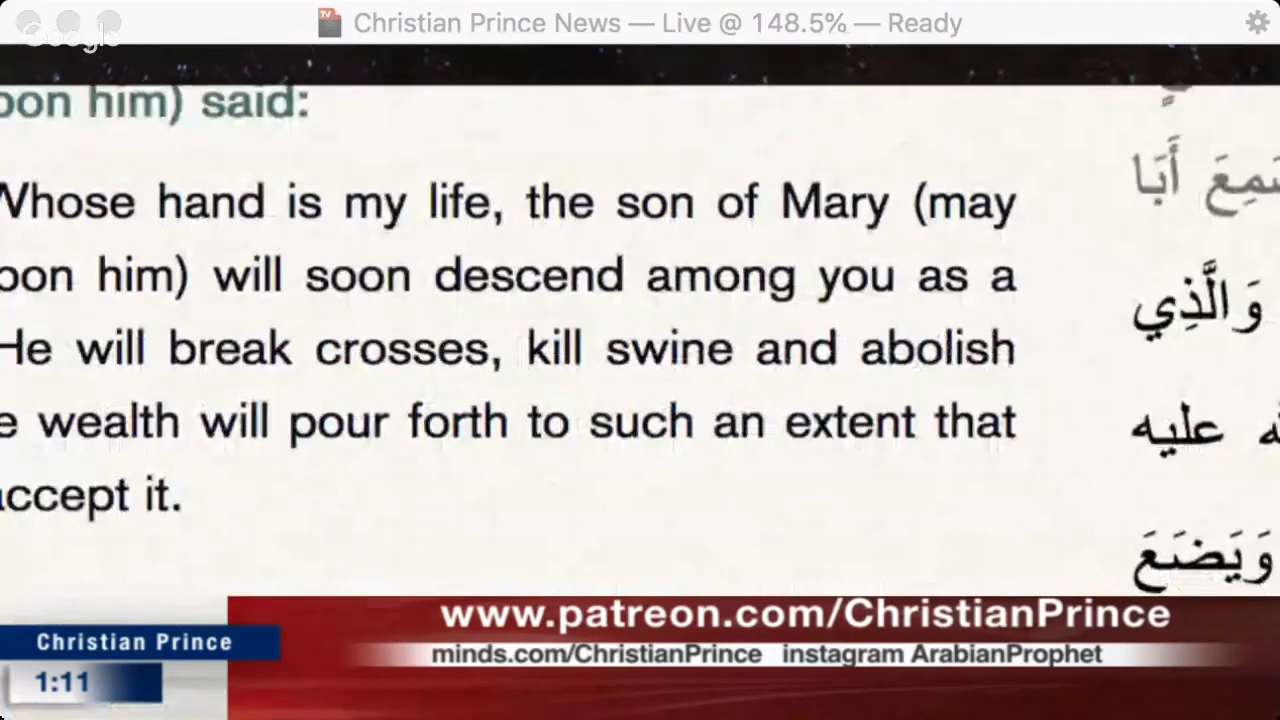 Christian Prince News — Live @ 148.5% — Ready
Google
pon him) said:
Whose hand is my life, the son of Mary (may
pon him) will soon descend among you as a
He will break crosses, kill swine and abolish
e wealth will pour forth to such an extent that
accept it.
سَمِعَ أَبَا
وَالَّذِي
عليه
وَيَضَعَ
www.patreon.com/ChristianPrince
Christian Prince
minds.com/ChristianPrince instagram ArabianProphet
1:11